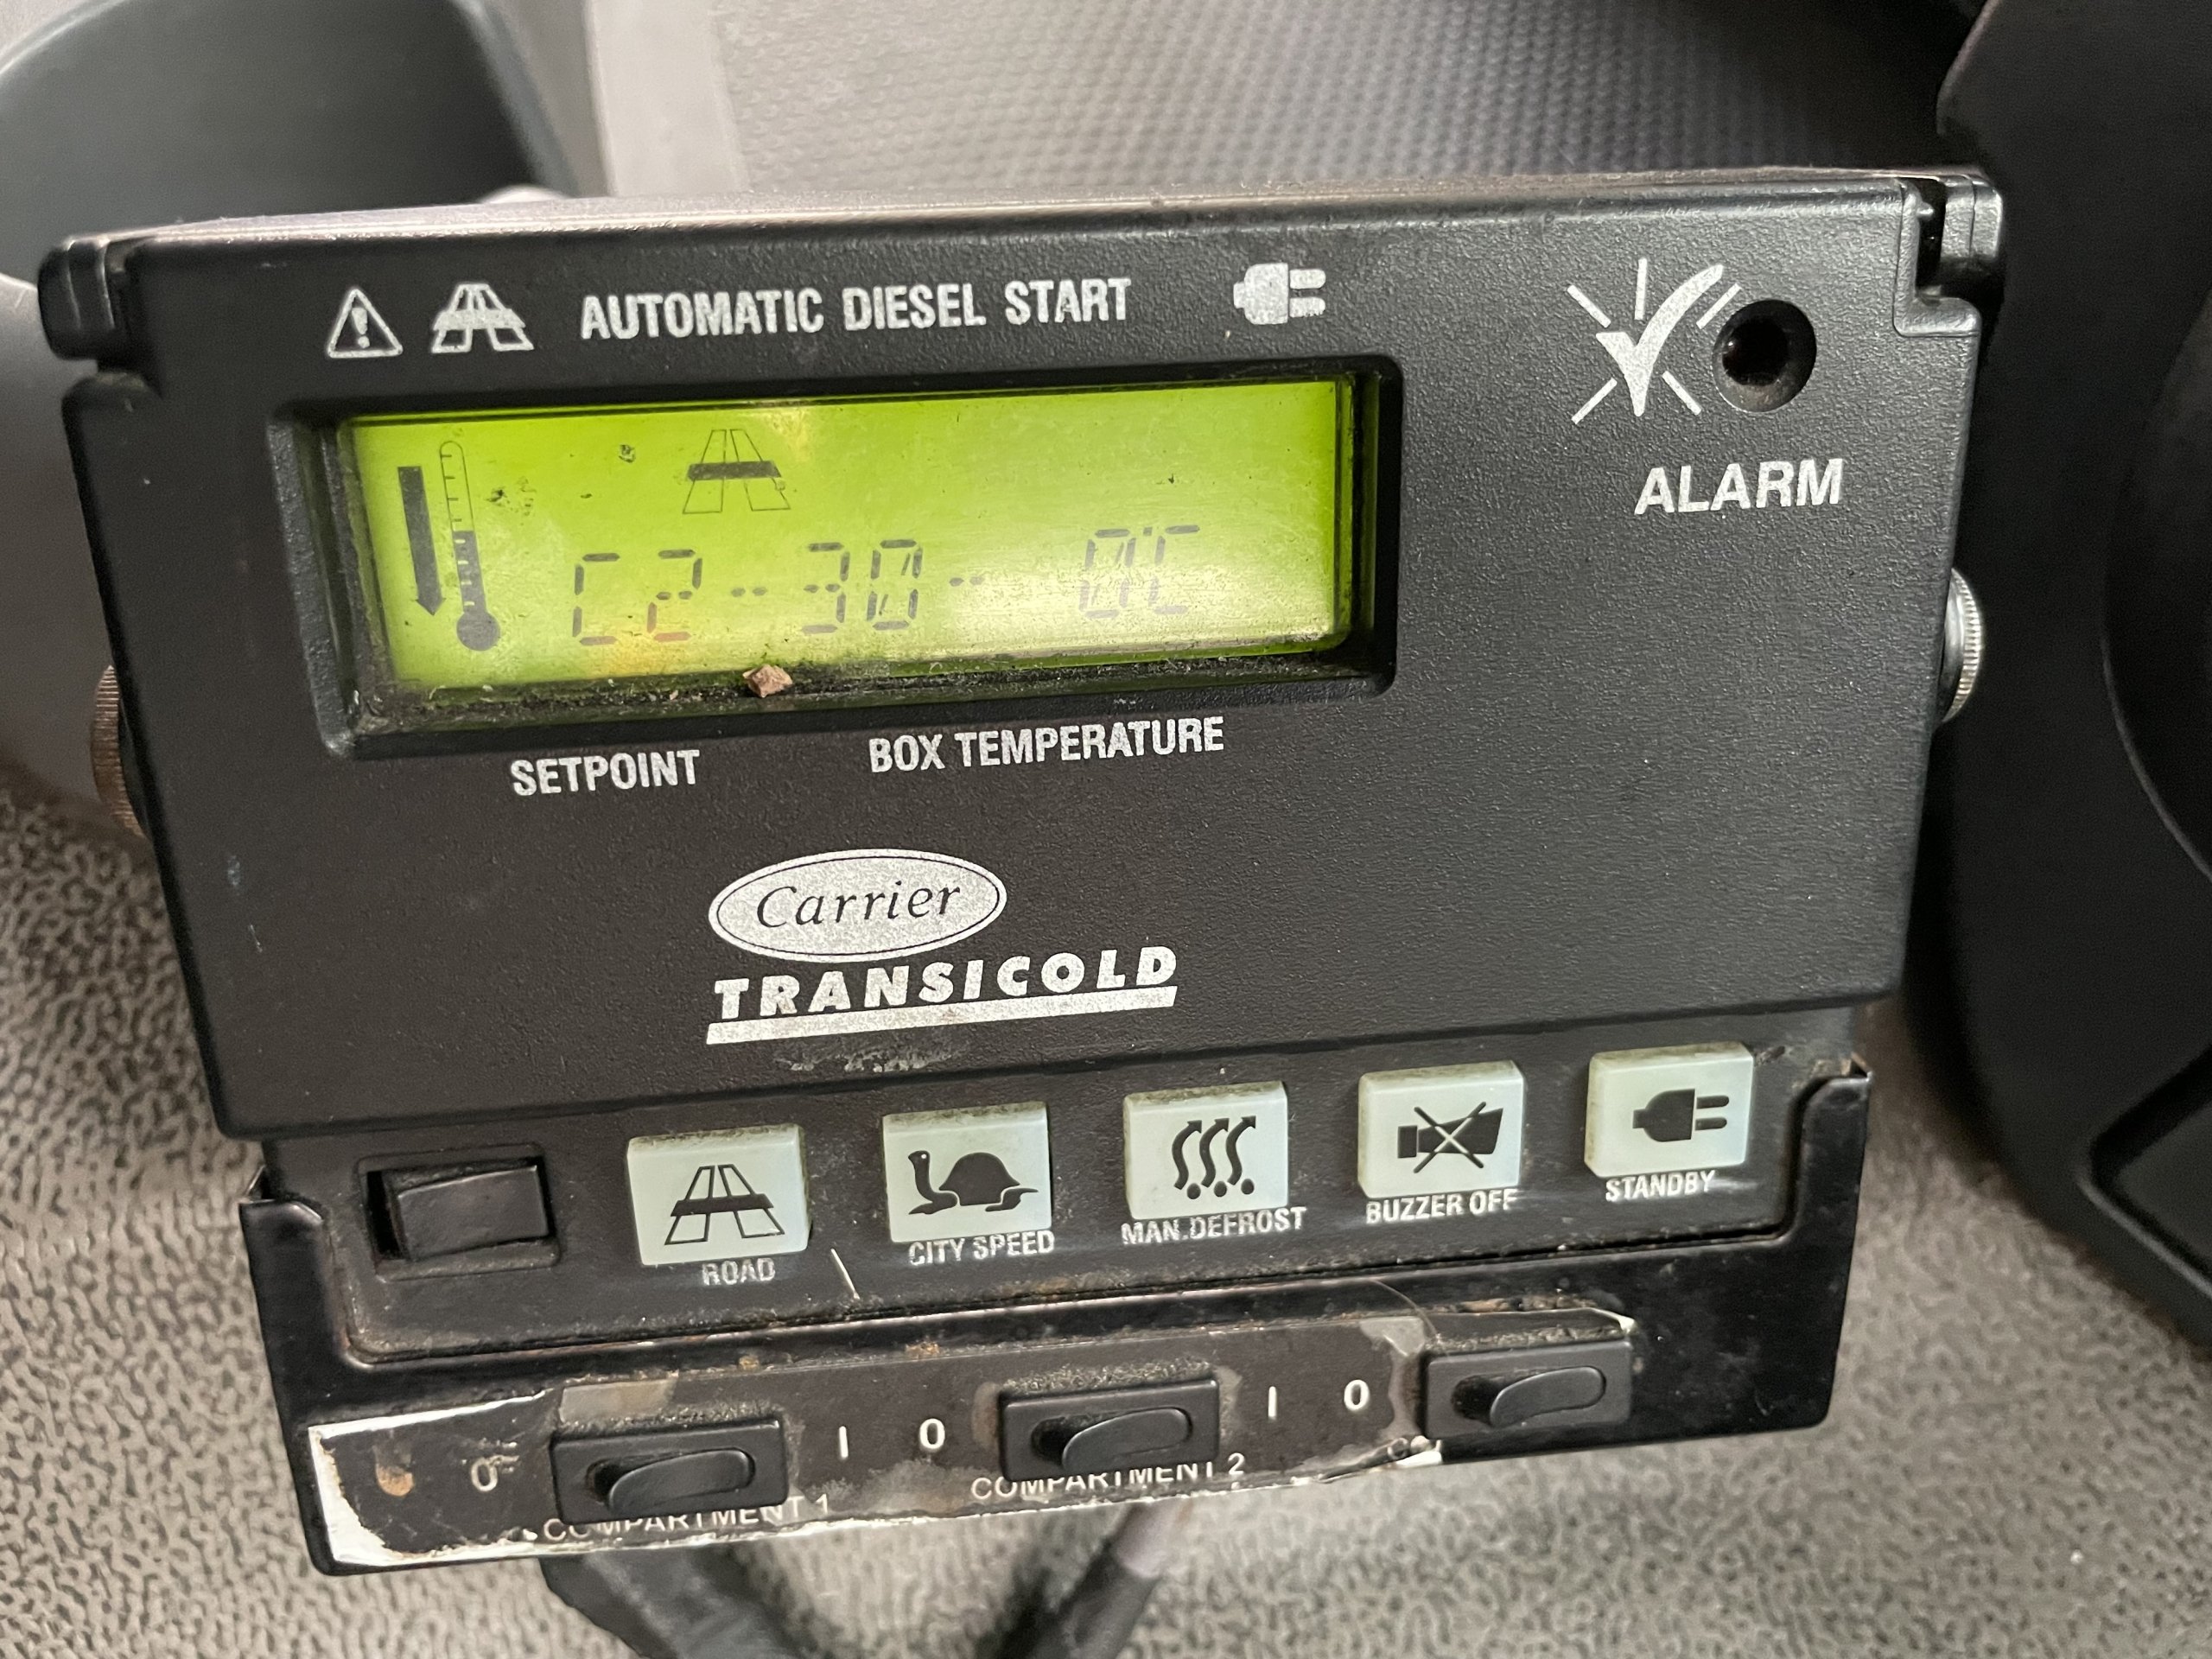 AUTOMATIC DIESEL START
ALARM
C2-30- 0°C
SETPOINT BOX TEMPERATURE
Carrier
TRANSICOLD
ROAD CITY SPEED MAN.DEFROST BUZZER OFF STANDBY
0 I 0 I 0
COMPARTMENT 1 COMPARTMENT 2